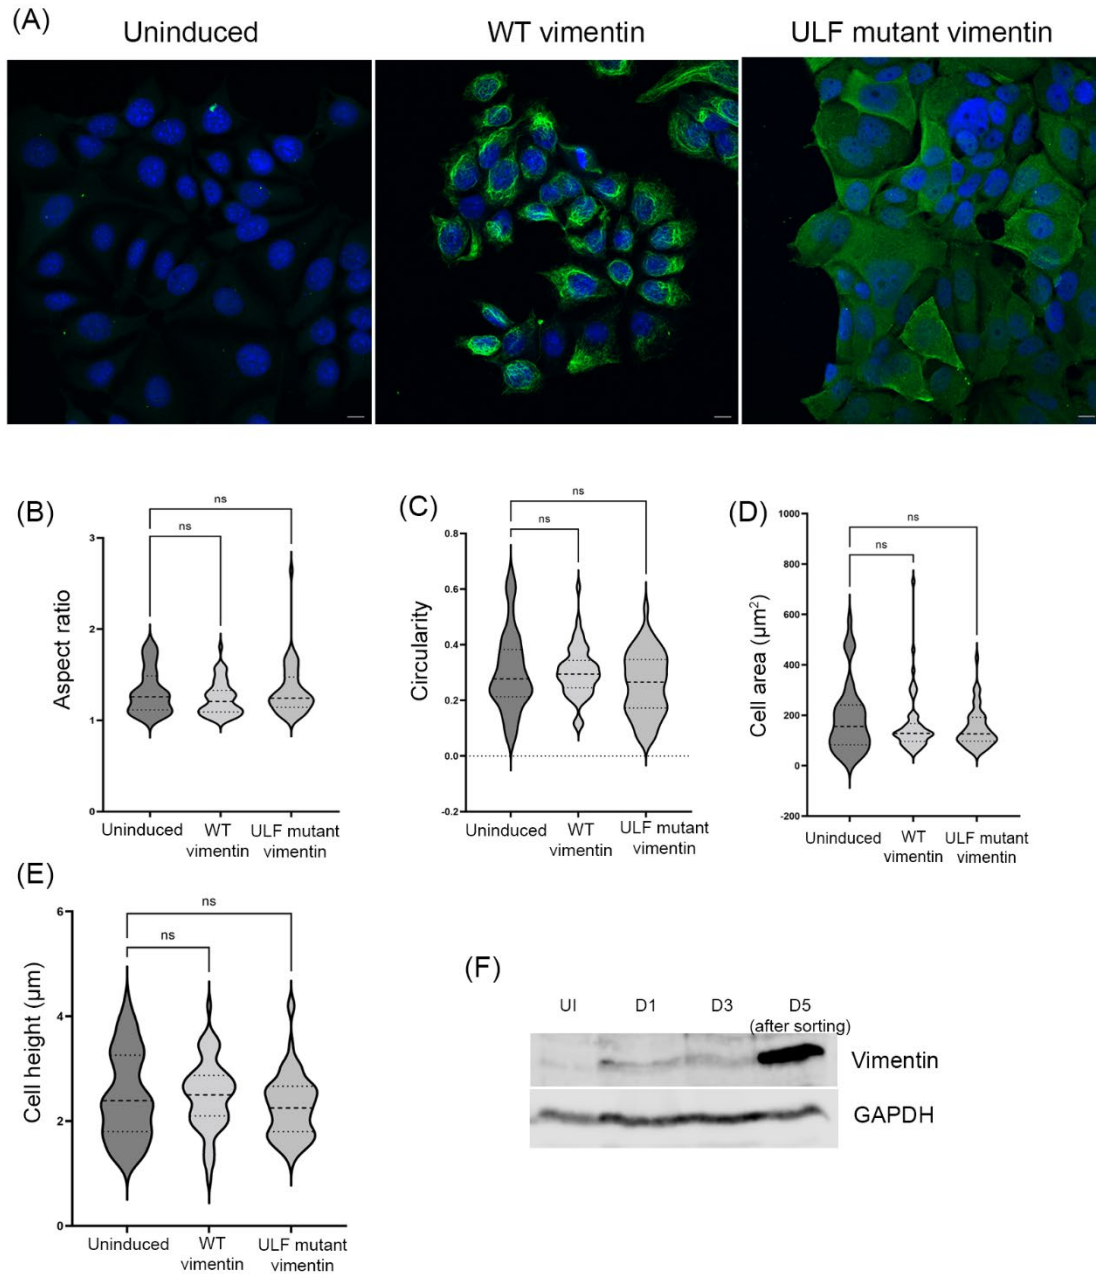 (A)
Uninduced
WT vimentin
ULF mutant vimentin
(B)
ns
ns
3
2
1
0
Aspect ratio
Uninduced
WT
vimentin
ULF mutant
vimentin
(C)
ns
ns
0.8
0.6
0.4
0.2
0.0
-0.2
Circularity
Uninduced
WT
vimentin
ULF mutant
vimentin
(D)
ns
ns
1000
800
600
400
200
0
-200
Cell area (µm²)
Uninduced
WT
vimentin
ULF mutant
vimentin
(E)
ns
ns
6
4
2
0
Cell height (µm)
Uninduced
WT
vimentin
ULF mutant
vimentin
(F)
UI D1 D3 D5
(after sorting)
Vimentin
GAPDH